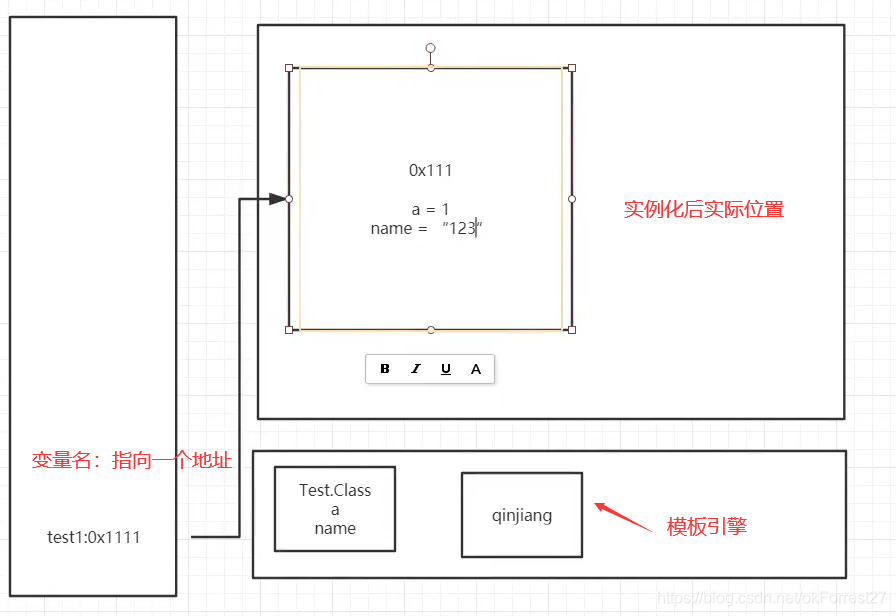 0x111
a = 1
name = “123“
实例化后实际位置
B I U A
变量名：指向一个地址
test1:0x1111
Test.Class
a
name
qinjiang
模板引擎
https://blog.csdn.net/okForrest27